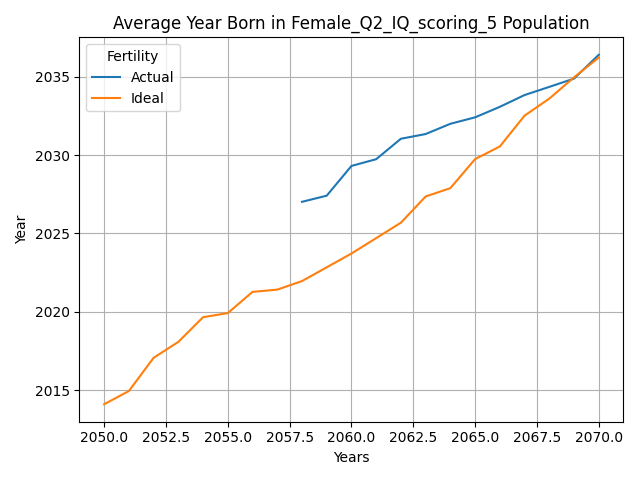 Average Year Born in Female_Q2_IQ_scoring_5 Population
Fertility
Actual
Ideal
Year
2035
2030
2025
2020
2015
2050.0 2052.5 2055.0 2057.5 2060.0 2062.5 2065.0 2067.5 2070.0
Years